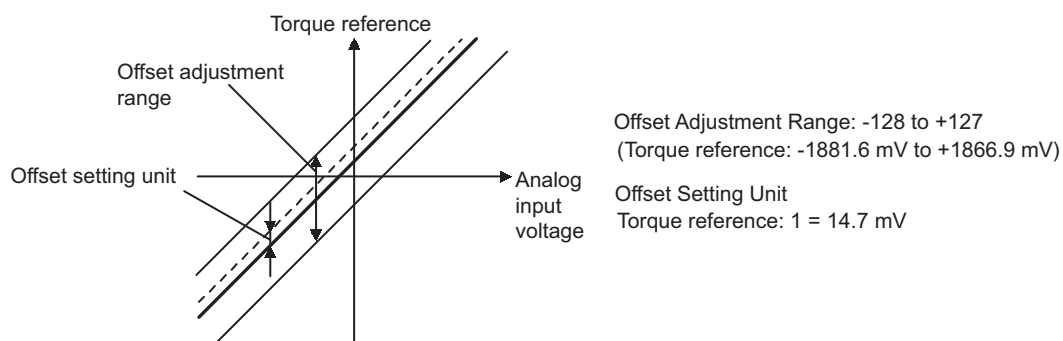 Torque reference
Offset adjustment
range
Offset setting unit
Analog
input
voltage
Offset Adjustment Range: -128 to +127
(Torque reference: -1881.6 mV to +1866.9 mV)
Offset Setting Unit
Torque reference: 1 = 14.7 mV